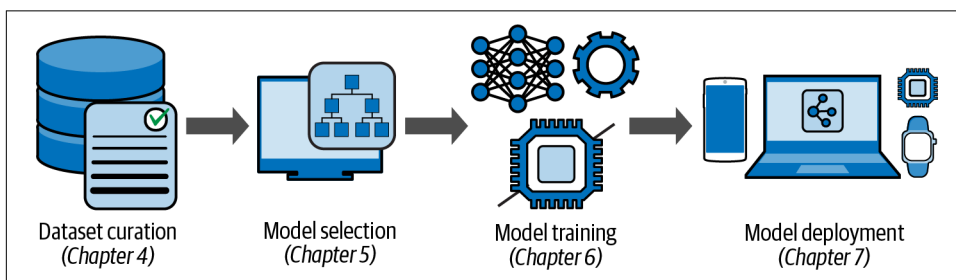 Dataset curation
(Chapter 4)
Model selection
(Chapter 5)
Model training
(Chapter 6)
Model deployment
(Chapter 7)